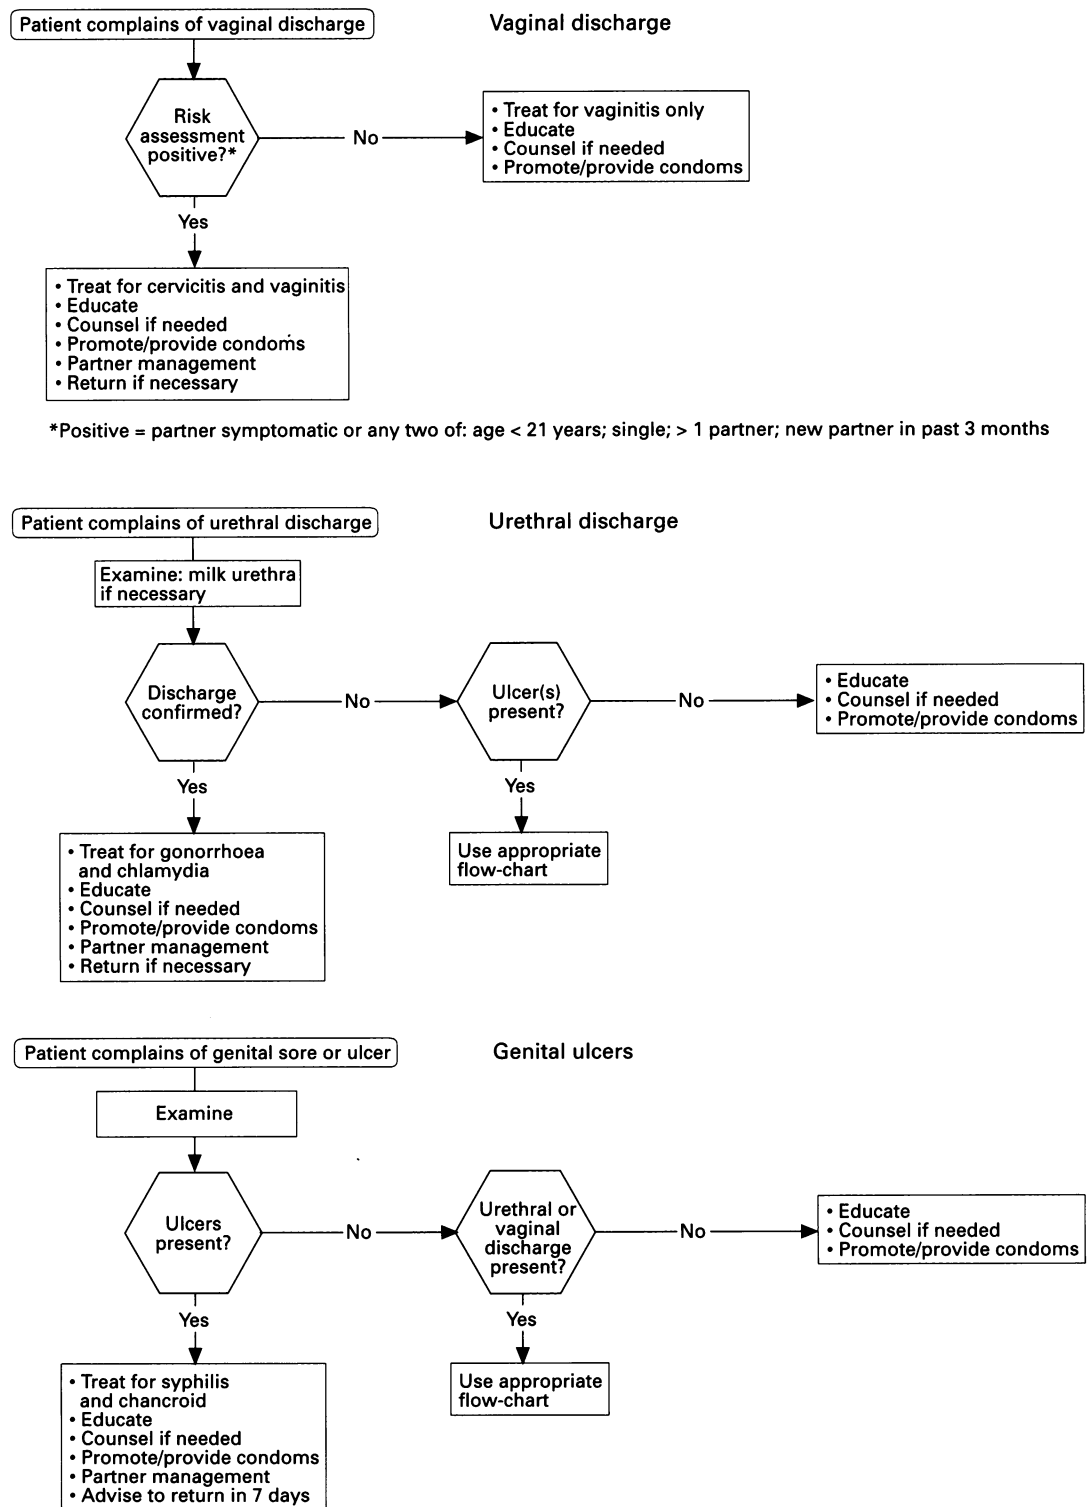 Patient complains of vaginal discharge
Vaginal discharge
Risk
assessment
positive?*
No
• Treat for vaginitis only
• Educate
• Counsel if needed
• Promote/provide condoms
Yes
• Treat for cervicitis and vaginitis
• Educate
• Counsel if needed
• Promote/provide condoms
• Partner management
• Return if necessary
*Positive = partner symptomatic or any two of: age < 21 years; single; > 1 partner; new partner in past 3 months
Patient complains of urethral discharge
Urethral discharge
Examine: milk urethra
if necessary
Discharge
confirmed?
No
Ulcer(s)
present?
No
• Educate
• Counsel if needed
• Promote/provide condoms
Yes
Yes
• Treat for gonorrhoea
and chlamydia
• Educate
• Counsel if needed
• Promote/provide condoms
• Partner management
• Return if necessary
Use appropriate
flow-chart
Patient complains of genital sore or ulcer
Genital ulcers
Examine
Ulcers
present?
No
Urethral or
vaginal
discharge
present?
No
• Educate
• Counsel if needed
• Promote/provide condoms
Yes
Yes
• Treat for syphilis
and chancroid
• Educate
• Counsel if needed
• Promote/provide condoms
• Partner management
• Advise to return in 7 days
Use appropriate
flow-chart